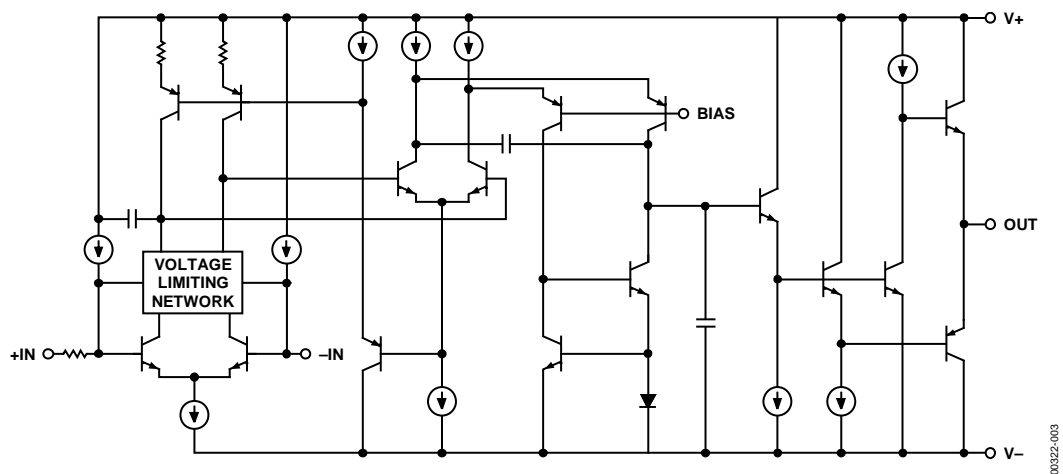 V+
BIAS
OUT
VOLTAGE
LIMITING
NETWORK
+IN
–IN
V–
00322-003